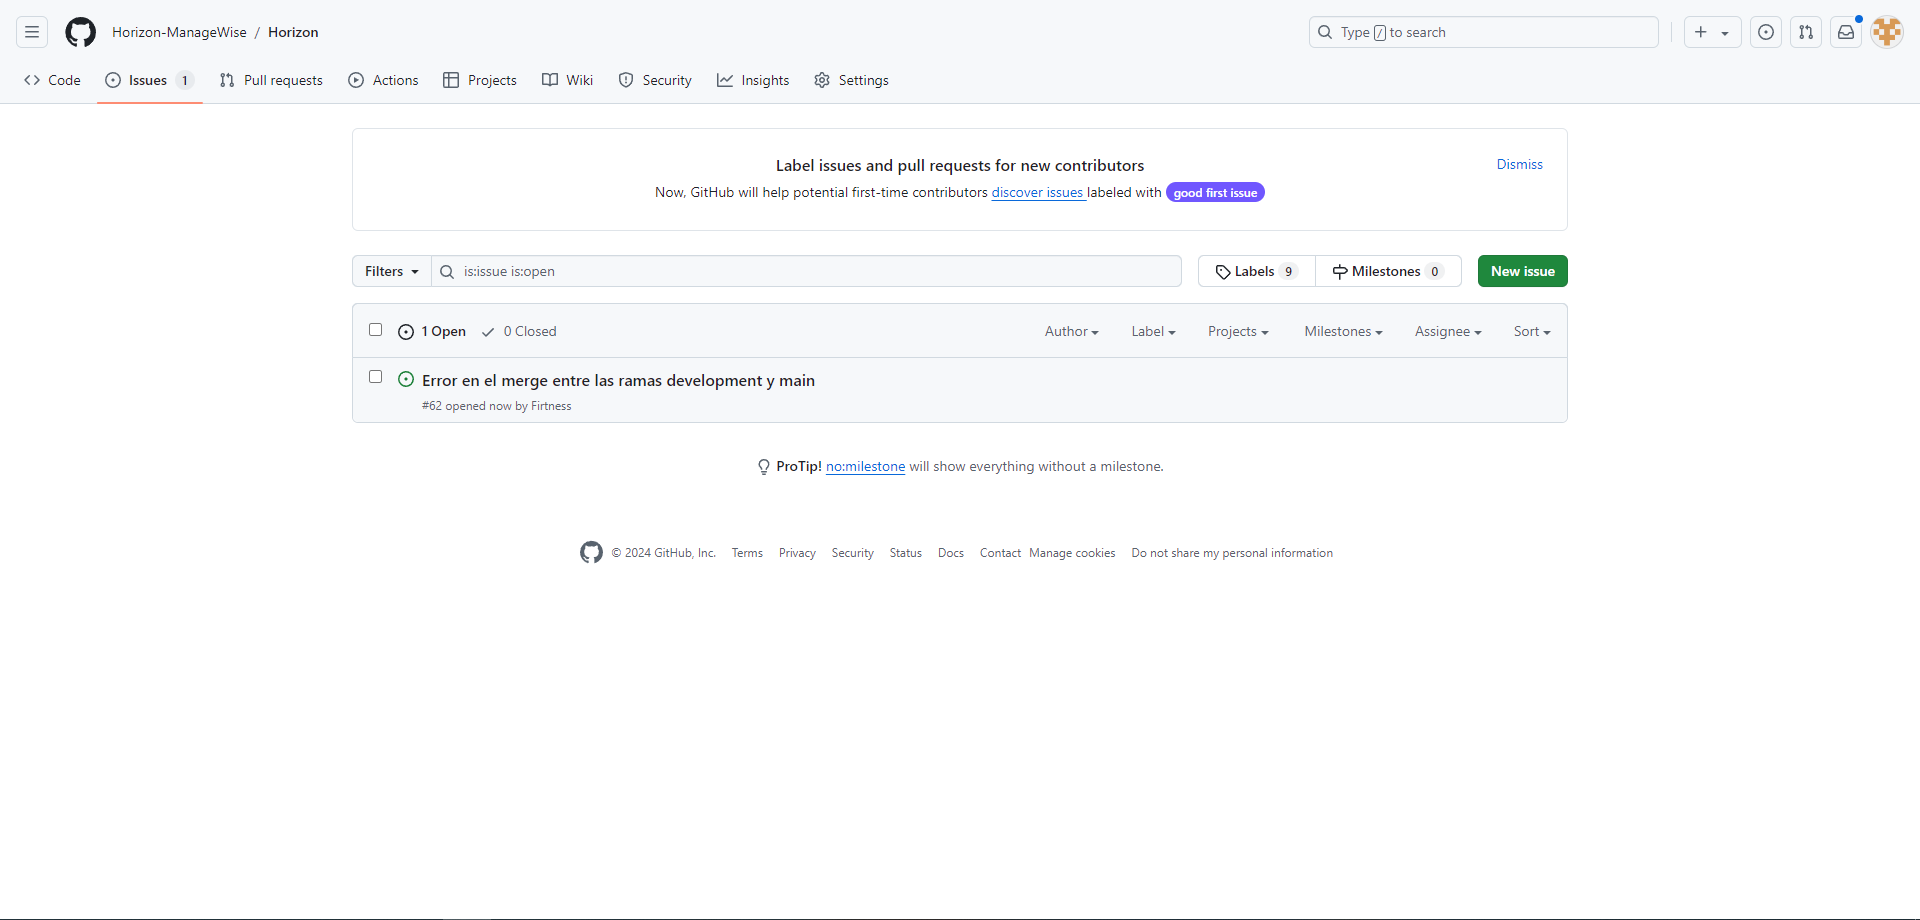 Horizon-ManageWise / Horizon
Type / to search
Code
Issues 1
Pull requests
Actions
Projects
Wiki
Security
Insights
Settings
Label issues and pull requests for new contributors
Dismiss
Now, GitHub will help potential first-time contributors discover issues labeled with good first issue
Filters
is:issue is:open
Labels 9
Milestones 0
New issue
1 Open
0 Closed
Author
Label
Projects
Milestones
Assignee
Sort
Error en el merge entre las ramas development y main
#62 opened now by Firtness
ProTip! no:milestone will show everything without a milestone.
© 2024 GitHub, Inc.
Terms
Privacy
Security
Status
Docs
Contact
Manage cookies
Do not share my personal information